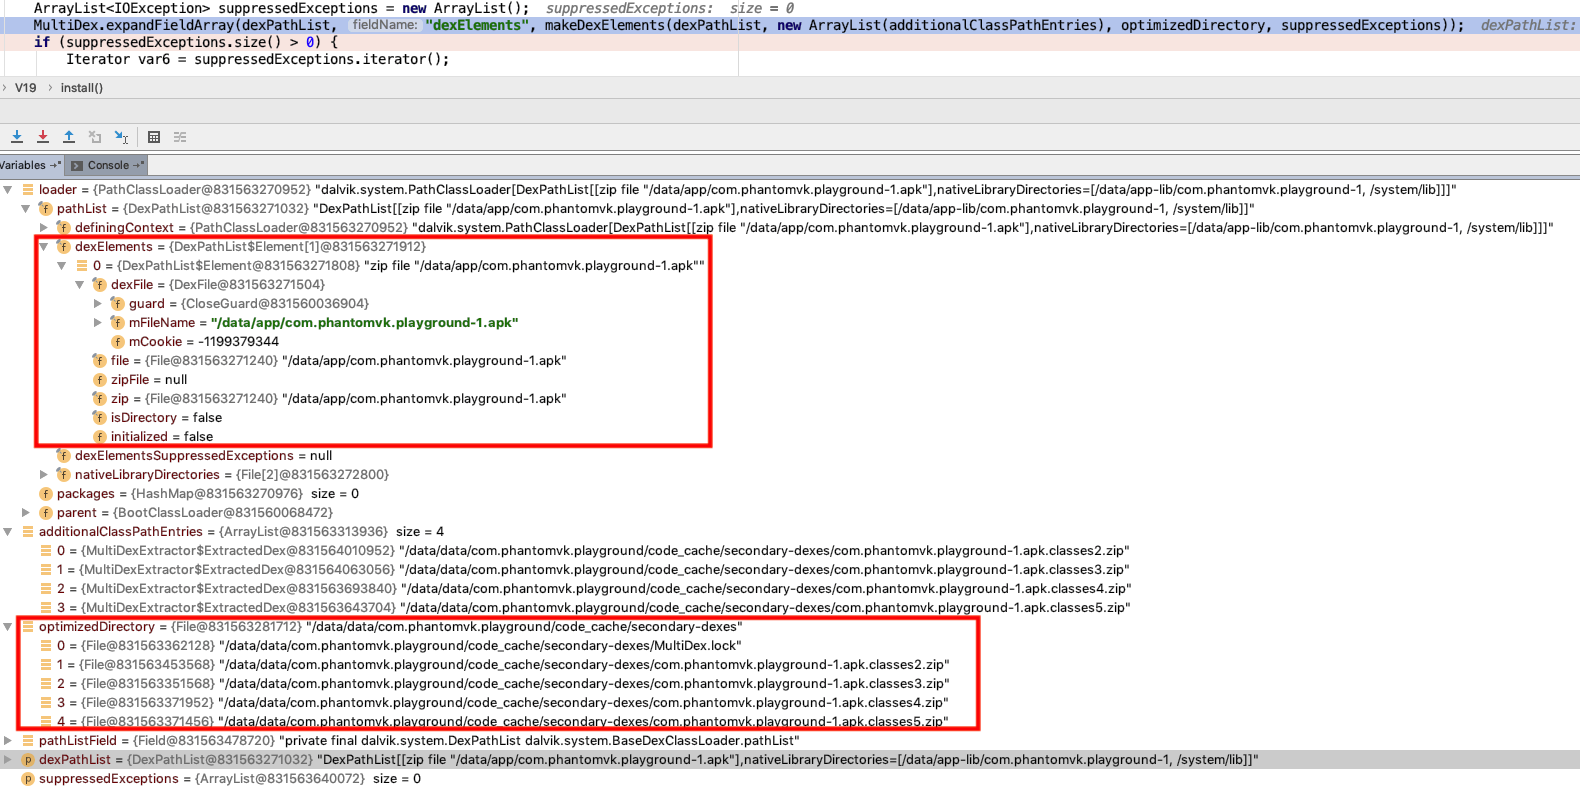 ArrayList<IOException> suppressedExceptions = new ArrayList(); suppressedExceptions: size = 0
MultiDex.expandFieldArray(dexPathList, fieldName: "dexElements", makeDexElements(dexPathList, new ArrayList(additionalClassPathEntries), optimizedDirectory, suppressedExceptions)); dexPathList:
if (suppressedExceptions.size() > 0) {
Iterator var6 = suppressedExceptions.iterator();
V19 › install()
Variables Console
loader = {PathClassLoader@831563270952} "dalvik.system.PathClassLoader[DexPathList[[zip file "/data/app/com.phantomvk.playground-1.apk"],nativeLibraryDirectories=[/data/app-lib/com.phantomvk.playground-1, /system/lib]]]"
pathList = {DexPathList@831563271032} "DexPathList[[zip file "/data/app/com.phantomvk.playground-1.apk"],nativeLibraryDirectories=[/data/app-lib/com.phantomvk.playground-1, /system/lib]]"
definingContext = {PathClassLoader@831563270952} "dalvik.system.PathClassLoader[DexPathList[[zip file "/data/app/com.phantomvk.playground-1.apk"],nativeLibraryDirectories=[/data/app-lib/com.phantomvk.playground-1, /system/lib]]]"
dexElements = {DexPathList$Element[1]@831563271912}
0 = {DexPathList$Element@831563271808} "zip file "/data/app/com.phantomvk.playground-1.apk""
dexFile = {DexFile@831563271504}
guard = {CloseGuard@831560036904}
mFileName = "/data/app/com.phantomvk.playground-1.apk"
mCookie = -1199379344
file = {File@831563271240} "/data/app/com.phantomvk.playground-1.apk"
zipFile = null
zip = {File@831563271240} "/data/app/com.phantomvk.playground-1.apk"
isDirectory = false
initialized = false
dexElementsSuppressedExceptions = null
nativeLibraryDirectories = {File[2]@831563272800}
packages = {HashMap@831563270976} size = 0
parent = {BootClassLoader@831560068472}
additionalClassPathEntries = {ArrayList@831563313936} size = 4
0 = {MultiDexExtractor$ExtractedDex@831564010952} "/data/data/com.phantomvk.playground/code_cache/secondary-dexes/com.phantomvk.playground-1.apk.classes2.zip"
1 = {MultiDexExtractor$ExtractedDex@831564063056} "/data/data/com.phantomvk.playground/code_cache/secondary-dexes/com.phantomvk.playground-1.apk.classes3.zip"
2 = {MultiDexExtractor$ExtractedDex@831563693840} "/data/data/com.phantomvk.playground/code_cache/secondary-dexes/com.phantomvk.playground-1.apk.classes4.zip"
3 = {MultiDexExtractor$ExtractedDex@831563643704} "/data/data/com.phantomvk.playground/code_cache/secondary-dexes/com.phantomvk.playground-1.apk.classes5.zip"
optimizedDirectory = {File@831563281712} "/data/data/com.phantomvk.playground/code_cache/secondary-dexes"
0 = {File@831563362128} "/data/data/com.phantomvk.playground/code_cache/secondary-dexes/MultiDex.lock"
1 = {File@831563453568} "/data/data/com.phantomvk.playground/code_cache/secondary-dexes/com.phantomvk.playground-1.apk.classes2.zip"
2 = {File@831563351568} "/data/data/com.phantomvk.playground/code_cache/secondary-dexes/com.phantomvk.playground-1.apk.classes3.zip"
3 = {File@831563371952} "/data/data/com.phantomvk.playground/code_cache/secondary-dexes/com.phantomvk.playground-1.apk.classes4.zip"
4 = {File@831563371456} "/data/data/com.phantomvk.playground/code_cache/secondary-dexes/com.phantomvk.playground-1.apk.classes5.zip"
pathListField = {Field@831563478720} "private final dalvik.system.DexPathList dalvik.system.BaseDexClassLoader.pathList"
dexPathList = {DexPathList@831563271032} "DexPathList[[zip file "/data/app/com.phantomvk.playground-1.apk"],nativeLibraryDirectories=[/data/app-lib/com.phantomvk.playground-1, /system/lib]]"
suppressedExceptions = {ArrayList@831563640072} size = 0